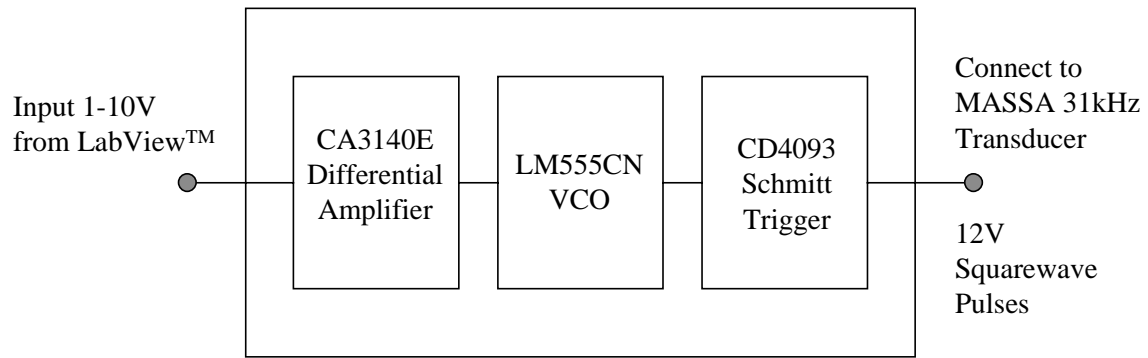 Input 1-10V
from LabView™
CA3140E
Differential
Amplifier
LM555CN
VCO
CD4093
Schmitt
Trigger
Connect to
MASSA 31kHz
Transducer
12V
Squarewave
Pulses